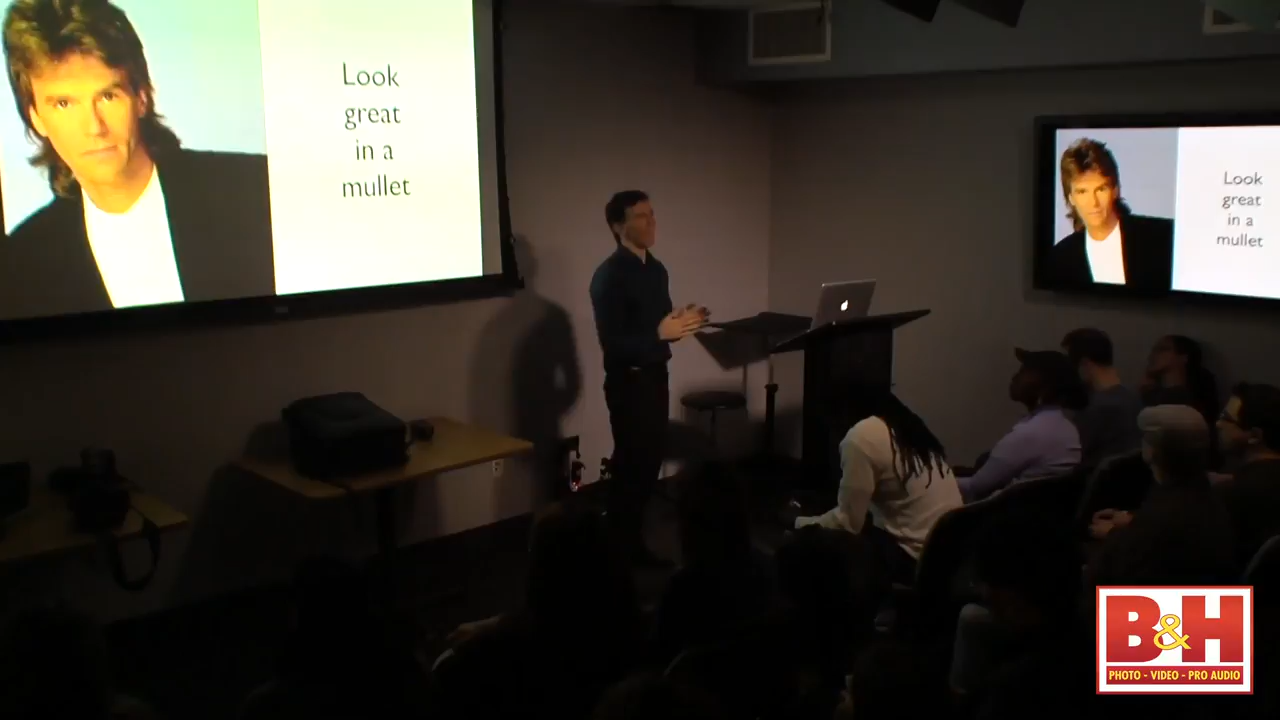 Look
great
in a
mullet
Look
great
in a
mullet
B&H
PHOTO - VIDEO - PRO AUDIO